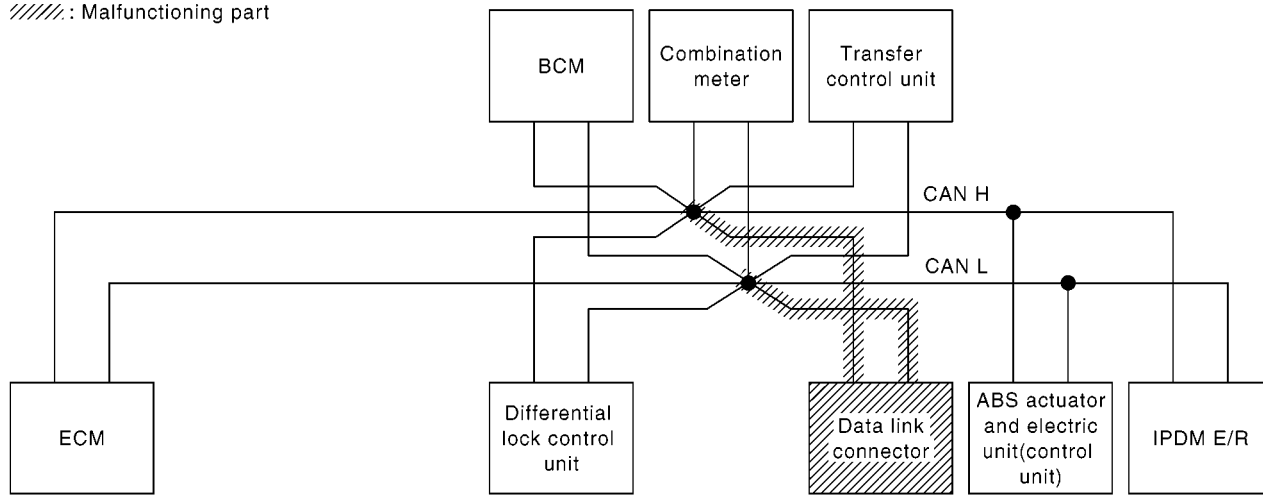 : Malfunctioning part
BCM
Combination
meter
Transfer
control unit
CAN H
CAN L
ECM
Differential
lock control
unit
Data link
connector
ABS actuator
and electric
unit(control
unit)
IPDM E/R